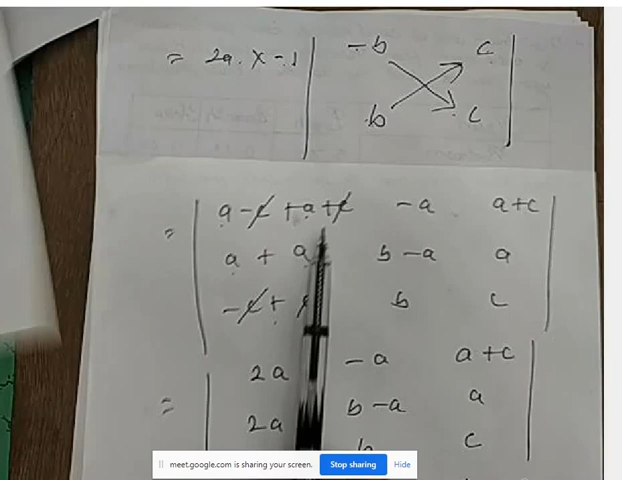 = 2a. x - 1 | -b c |
| b c |
= | a - c + a + c -a a+c |
| a + a b - a a |
| - c + b c |
= | 2a -a a+c |
| 2a b - a a |
b c
meet.google.com is sharing your screen. Stop sharing Hide